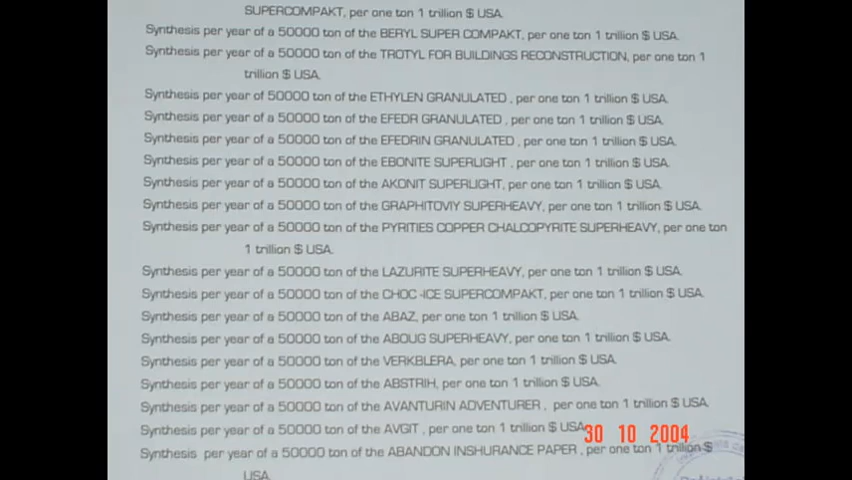 SUPERCOMPAKT, per one ton 1 trillion $ USA.
Synthesis per year of a 50000 ton of the BERYL SUPER COMPAKT, per one ton 1 trillion $ USA.
Synthesis per year of a 50000 ton of the TROTYL FOR BUILDINGS RECONSTRUCTION, per one ton 1
trillion $ USA.
Synthesis per year of 50000 ton of the ETHYLEN GRANULATED , per one ton 1 trillion $ USA.
Synthesis per year of a 50000 ton of the EFEDR GRANULATED , per one ton 1 trillion $ USA.
Synthesis per year of a 50000 ton of the EFEDRIN GRANULATED , per one ton 1 trillion $ USA.
Synthesis per year of a 50000 ton of the EBONITE SUPERLIGHT , per one ton 1 trillion $ USA.
Synthesis per year of a 50000 ton of the AKONIT SUPERLIGHT, per one ton 1 trillion $ USA.
Synthesis per year of a 50000 ton of the GRAPHITOVIY SUPERHEAVY, per one ton 1 trillion $ USA.
Synthesis per year of a 50000 ton of the PYRITIES COPPER CHALCOPYRITE SUPERHEAVY, per one ton
1 trillion $ USA.
Synthesis per year of a 50000 ton of the LAZURITE SUPERHEAVY, per one ton 1 trillion $ USA.
Synthesis per year of a 50000 ton of the CHOC -ICE SUPERCOMPAKT, per one ton 1 trillion $ USA.
Synthesis per year of a 50000 ton of the ABAZ, per one ton 1 trillion $ USA.
Synthesis per year of a 50000 ton of the ABOUG SUPERHEAVY, per one ton 1 trillion $ USA.
Synthesis per year of a 50000 ton of the VERKBLERA, per one ton 1 trillion $ USA.
Synthesis per year of a 50000 ton of the ABSTRIH, per one ton 1 trillion $ USA.
Synthesis per year of a 50000 ton of the AVANTURIN ADVENTURER , per one ton 1 trillion $ USA.
Synthesis per year of a 50000 ton of the AVGIT , per one ton 1 trillion $ USA.
30 10 2004
Synthesis per year of a 50000 ton of the ABANDON INSHURANCE PAPER , per one ton 1 trillion $
USA.